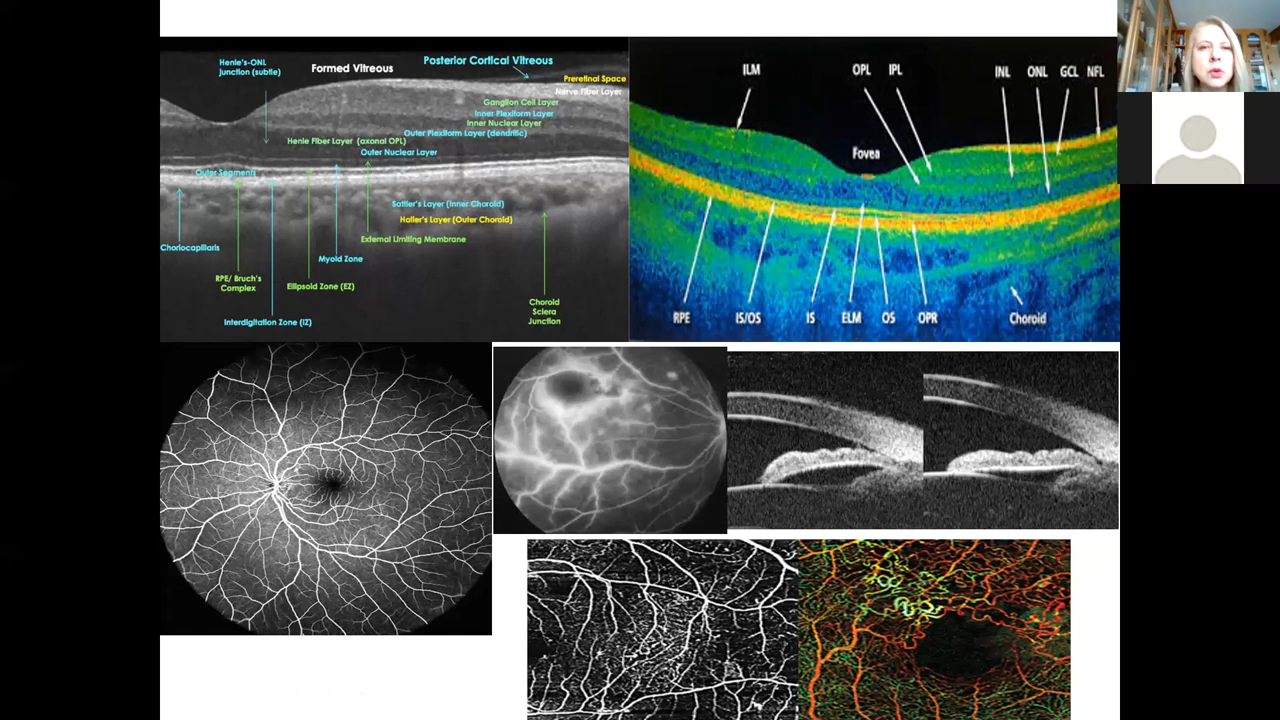 Henle's-ONL
junction (subtle)
Formed Vitreous
Posterior Cortical Vitreous
Preretinal Space
Nerve Fiber Layer
Ganglion Cell Layer
Inner Plexiform Layer
Inner Nuclear Layer
Outer Plexiform Layer (dendritic)
Henle Fiber Layer (axonal OPL)
Outer Nuclear Layer
Outer Segments
Sattler's Layer (Inner Choroid)
Haller's Layer (Outer Choroid)
Choriocapillaris
External Limiting Membrane
Myoid Zone
RPE/ Bruch's
Complex
Ellipsoid Zone (EZ)
Choroid
Sclera
Junction
Interdigitation Zone (IZ)
ILM
OPL
IPL
INL
ONL
GCL
NFL
Fovea
RPE
IS/OS
IS
ELM
OS
OPR
Choroid